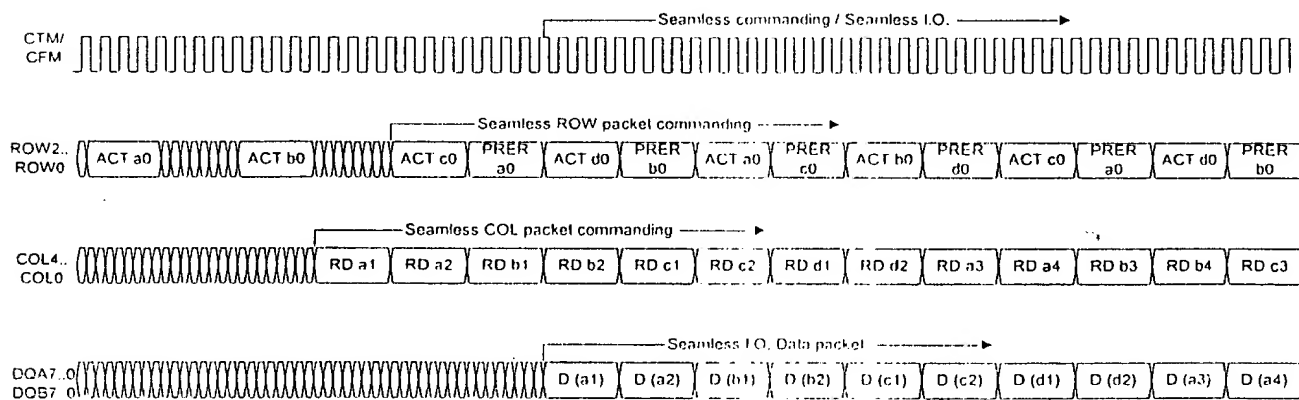 Seamless commanding / Seamless I.O.
CTM/
CFM
Seamless ROW packet commanding
ROW2..
ROW0
ACT a0 ACT b0 ACT c0 PRER a0 ACT d0 PRER b0 ACT a0 PRER c0 ACT b0 PRER d0 ACT c0 PRER a0 ACT d0 PRER b0
Seamless COL packet commanding
COL4..
COL0
RD a1 RD a2 RD b1 RD b2 RD c1 RD c2 RD d1 RD d2 RD a3 RD a4 RD b3 RD b4 RD c3
Seamless I.O. Data packet
DQA7..0
DQB7..0
D (a1) D (a2) D (b1) D (b2) D (c1) D (c2) D (d1) D (d2) D (a3) D (a4)